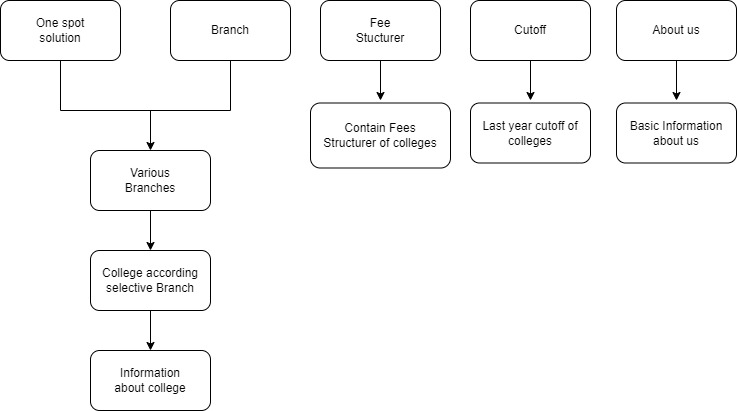 One spot
solution
Branch
Fee
Stucturer
Cutoff
About us
Contain Fees
Structurer of colleges
Last year cutoff of
colleges
Basic Information
about us
Various
Branches
College according
selective Branch
Information
about college